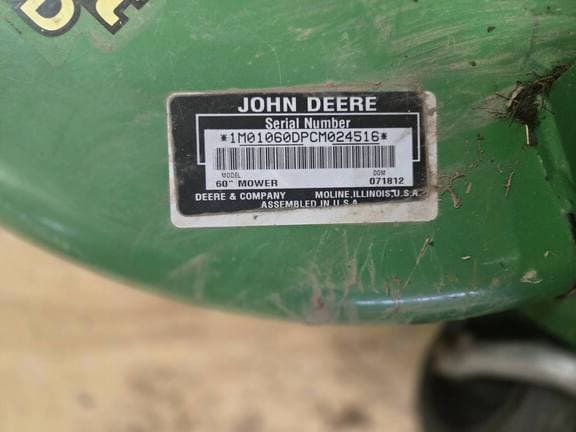 JOHN DEERE
Serial Number
*1M01060DPCM024516*
MODEL DOM
60" MOWER 071812
DEERE & COMPANY MOLINE, ILLINOIS, U.S.A
ASSEMBLED IN U.S.A